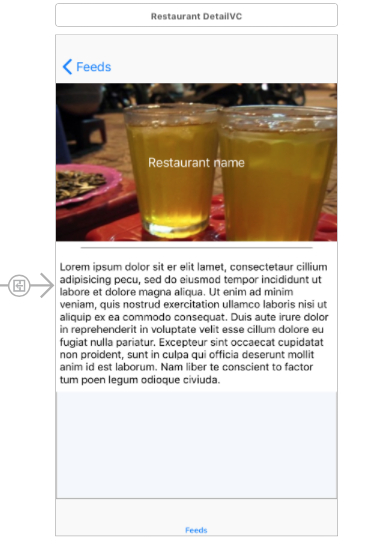 Restaurant DetailVC
Feeds
Restaurant name
Lorem ipsum dolor sit er elit lamet, consectetaur cillium
adipisicing pecu, sed do eiusmod tempor incididunt ut
labore et dolore magna aliqua. Ut enim ad minim
veniam, quis nostrud exercitation ullamco laboris nisi ut
aliquip ex ea commodo consequat. Duis aute irure dolor
in reprehenderit in voluptate velit esse cillum dolore eu
fugiat nulla pariatur. Excepteur sint occaecat cupidatat
non proident, sunt in culpa qui officia deserunt mollit
anim id est laborum. Nam liber te conscient to factor
tum poen legum odioque civiuda.
Feeds